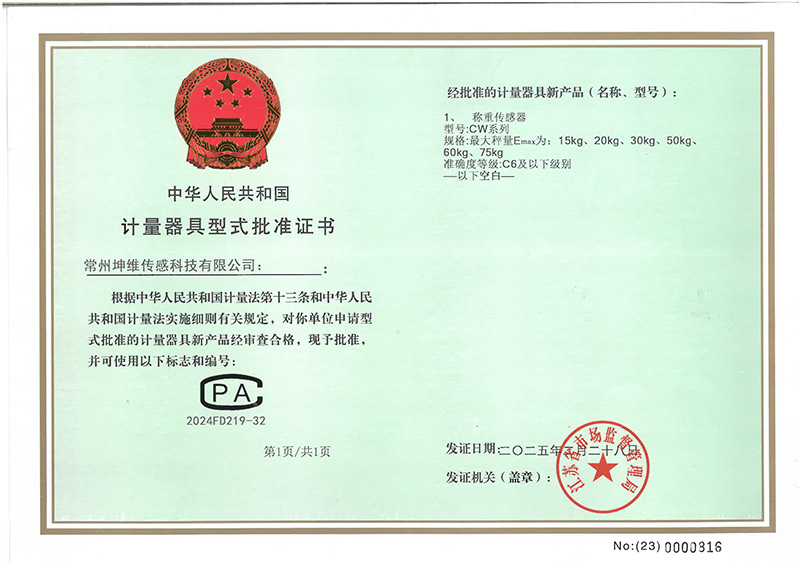 中华人民共和国
计量器具型式批准证书
常州坤维传感科技有限公司：
：
根据中华人民共和国计量法第十三条和中华人民
共和国计量法实施细则有关规定，对你单位申请型
式批准的计量器具新产品经审查合格，现予批准，
并可使用以下标志和编号：
CPA
2024FD219-32
第1页/共1页
经批准的计量器具新产品（名称、型号）：
1、 称重传感器
型号:CW系列
规格:最大秤量Emax为：15kg、20kg、30kg、50kg、
60kg、75kg
准确度等级:C6及以下级别
—以下空白—
发证日期:二〇二五年 月二十八日
发证机关（盖章）:
江苏省市场监督管理局
No:(23) 0000816